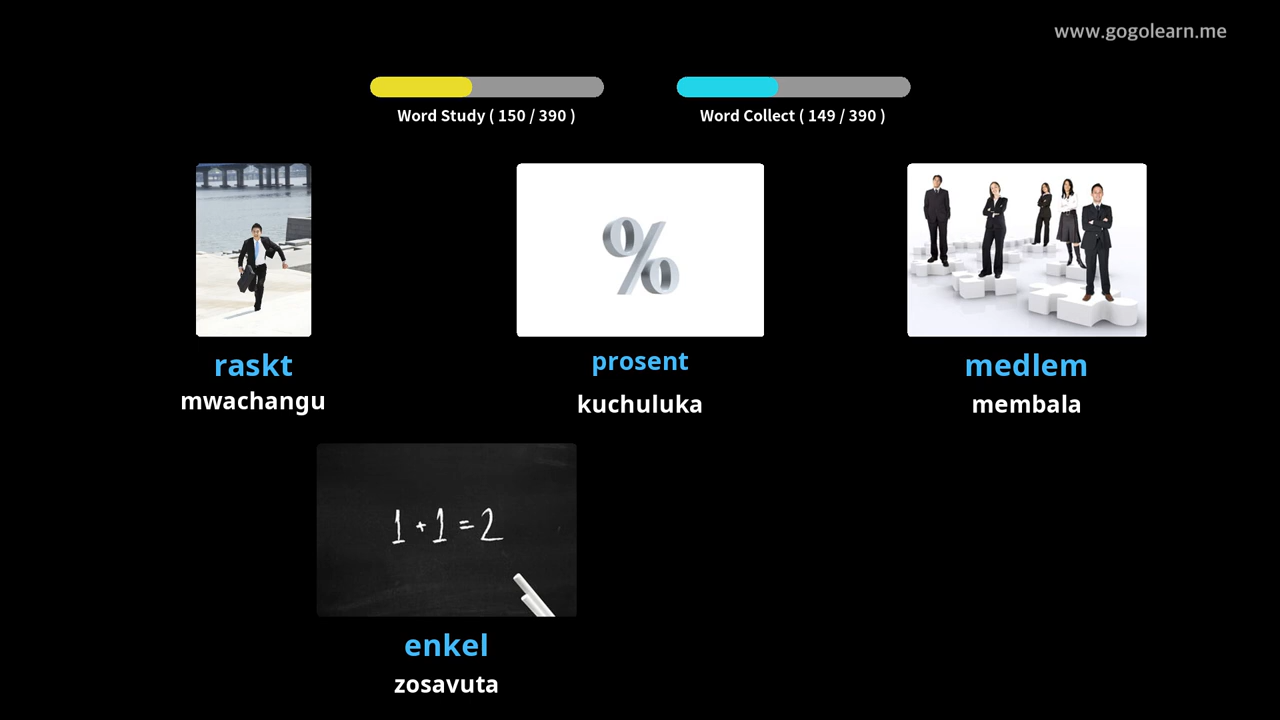 www.gogolearn.me
Word Study ( 150 / 390 )
Word Collect ( 149 / 390 )
raskt
mwachangu
prosent
kuchuluka
medlem
membala
%
1 + 1 = 2
enkel
zosavuta